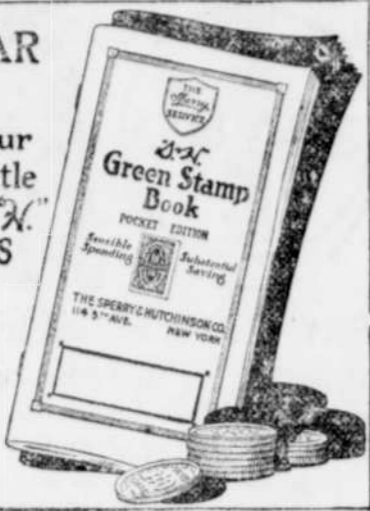 AR
ur
tle
S
THE
SERVICE
S.&H.
Green Stamp
Book
POCKET EDITION
Sensible
Spending
Substantial
Saving
THE SPERRY & HUTCHINSON CO.
114 5TH AVE. NEW YORK